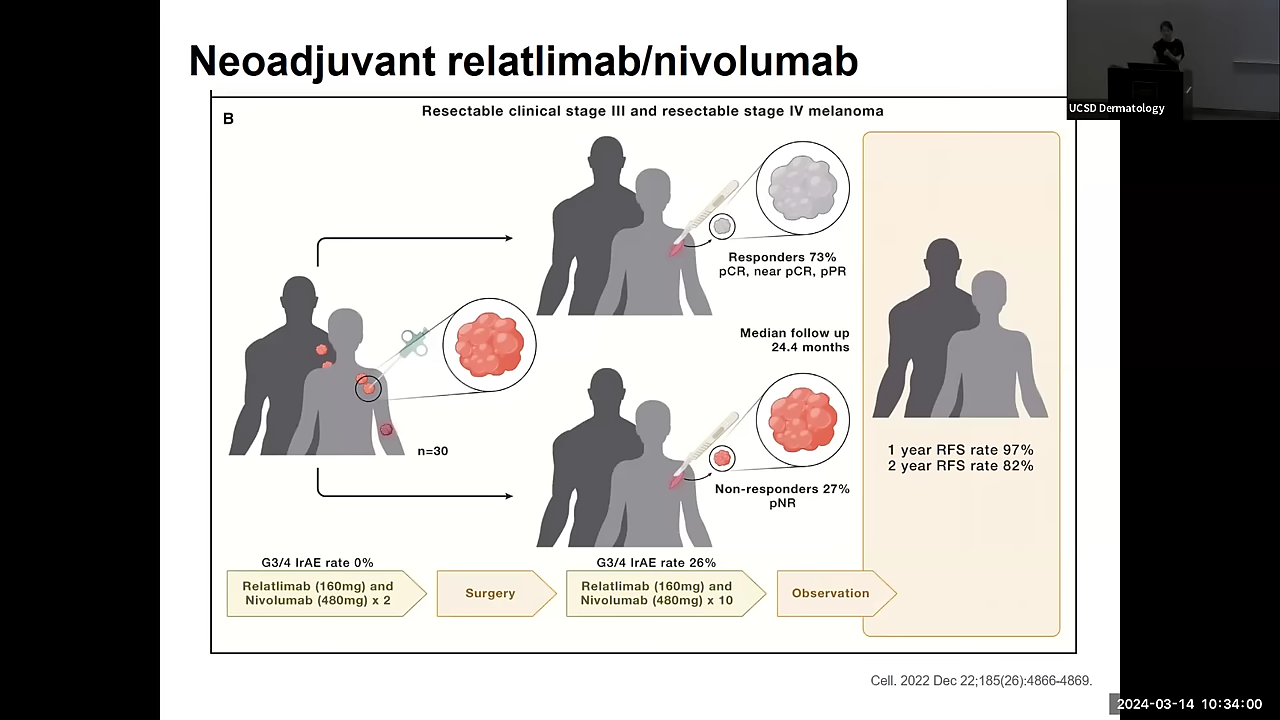 Neoadjuvant relatlimab/nivolumab
UCSD Dermatology
B
Resectable clinical stage III and resectable stage IV melanoma
Responders 73%
pCR, near pCR, pPR
Median follow up
24.4 months
n=30
1 year RFS rate 97%
2 year RFS rate 82%
Non-responders 27%
pNR
G3/4 IrAE rate 0%
G3/4 IrAE rate 26%
Relatlimab (160mg) and
Nivolumab (480mg) x 2
Surgery
Relatlimab (160mg) and
Nivolumab (480mg) x 10
Observation
Cell. 2022 Dec 22;185(26):4866-4869.
2024-03-14 10:34:00